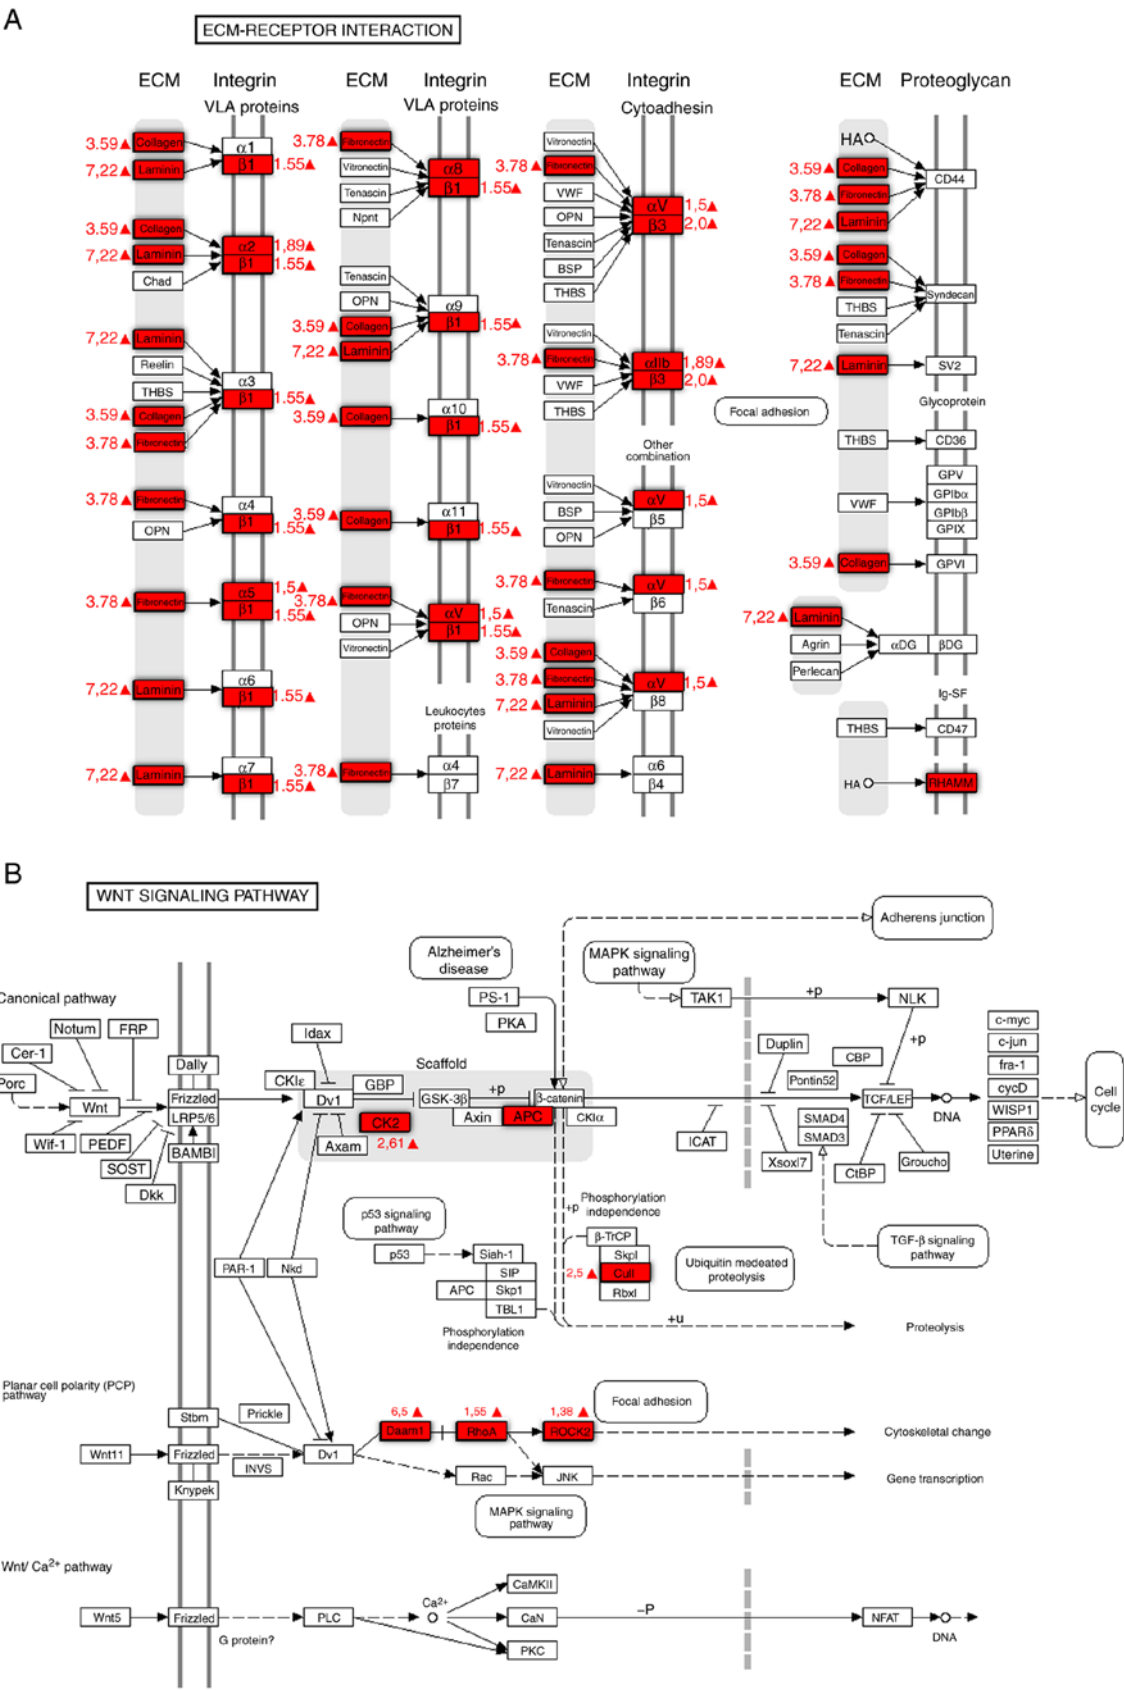 A
ECM-RECEPTOR INTERACTION
ECM Integrin
VLA proteins
3.59 Collagen
7,22 Laminin
α1
β1 1.55
3.59 Collagen
7,22 Laminin
Chad
α2 1,89
β1 1.55
7,22 Laminin
Reelin
THBS
3.59 Collagen
3.78 Fibronectin
α3
β1 1.55
3.78 Fibronectin
OPN
α4
β1 1.55
3.78 Fibronectin
α5 1,5
β1 1.55
7,22 Laminin
α6
β1 1.55
7,22 Laminin
α7
β1 1.55
ECM Integrin
VLA proteins
3.78 Fibronectin
Vitronectin
Tenascin
Npnt
α8
β1 1.55
Tenascin
OPN
3.59 Collagen
7,22 Laminin
α9
β1 1.55
3.59 Collagen
α10
β1 1.55
3.59 Collagen
α11
β1 1.55
3.78 Fibronectin
OPN
Vitronectin
αV 1,5
β1 1.55
Leukocytes
proteins
3.78 Fibronectin
α4
β7
ECM Integrin
Cytoadhesin
Vitronectin
3.78 Fibronectin
VWF
OPN
Tenascin
BSP
THBS
αV 1,5
β3 2,0
Vitronectin
3.78 Fibronectin
VWF
THBS
αIIb 1,89
β3 2,0
Other
combination
Vitronectin
BSP
OPN
αV 1,5
β5
3.78 Fibronectin
Tenascin
αV 1,5
β6
3.59 Collagen
3.78 Fibronectin
7,22 Laminin
Vitronectin
αV 1,5
β8
7,22 Laminin
α6
β4
Focal adhesion
ECM Proteoglycan
HA
3.59 Collagen
3.78 Fibronectin
7,22 Laminin
CD44
3.59 Collagen
3.78 Fibronectin
THBS
Tenascin
Syndecan
7,22 Laminin
SV2
Glycoprotein
THBS
CD36
VWF
GPV
GPIbα
GPIbβ
GPIX
3.59 Collagen
GPVI
7,22 Laminin
Agrin
Perlecan
αDG βDG
Ig-SF
THBS
CD47
HA
RHAMM
B
WNT SIGNALING PATHWAY
Adherens junction
Alzheimer's
disease
MAPK signaling
pathway
PS-1
PKA
TAK1
+p
NLK
+p
Canonical pathway
Notum
FRP
Cer-1
Porc
Wnt
Wif-1
PEDF
SOST
Dkk
Dally
Frizzled
LRP5/6
BAMBI
Idax
Scaffold
CKIε
Dv1
GBP
CK2
2,61
Axam
GSK-3β
+p
Axin
APC
β-catenin
CKIα
ICAT
Duplin
Pontin52
CBP
SMAD4
SMAD3
Xsoxl7
TCF/LEF
CtBP
Groucho
DNA
c-myc
c-jun
fra-1
cycD
WISP1
PPARδ
Uterine
Cell
cycle
TGF-β signaling
pathway
PAR-1
Nkd
p53 signaling
pathway
p53
Siah-1
SIP
APC Skp1
TBL1
Phosphorylation
independence
Phosphorylation
independence
+p
β-TrCP
Skpl
2,5 Cull
Rbxl
Ubiquitin medeated
proteolysis
+u
Proteolysis
Planar cell polarity (PCP)
pathway
Stbm
Prickle
Wnt11
Frizzled
INVS
Knypek
Dv1
6,5
Daam1
1,55
RhoA
1,38
ROCK2
Focal adhesion
Cytoskeletal change
Rac
JNK
Gene transcription
MAPK signaling
pathway
Wnt/ Ca2+ pathway
Wnt5
Frizzled
G protein?
PLC
Ca2+
CaMKII
CaN
PKC
–P
NFAT
DNA